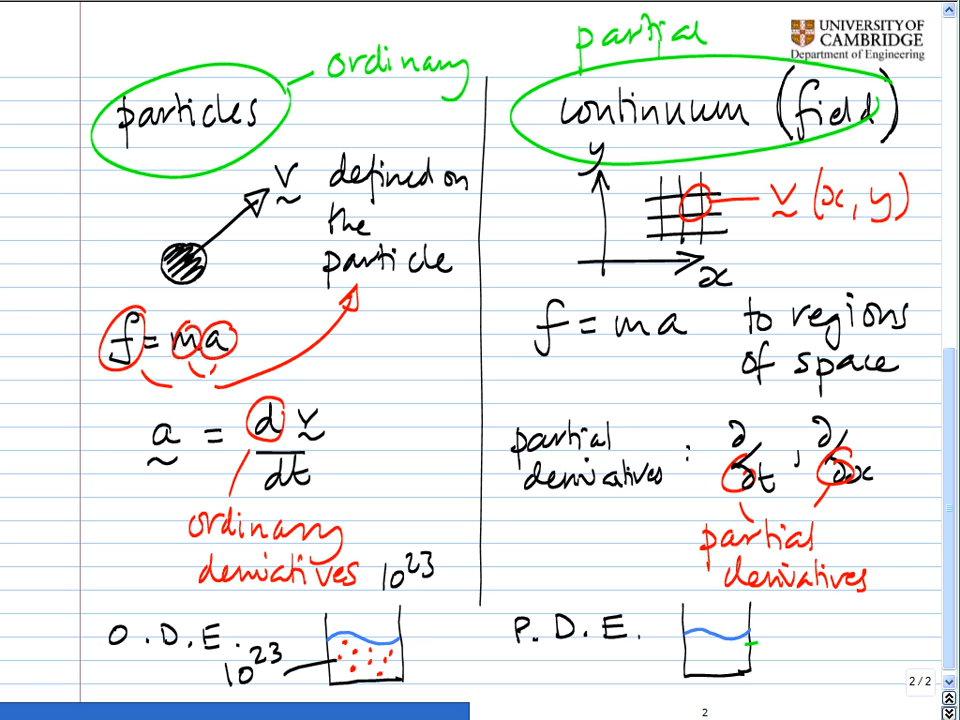 UNIVERSITY OF
CAMBRIDGE
Department of Engineering
ordinary
particles
v defined on
the
particle
f = ma
a = dv
dt
ordinary
derivatives
10^23
O.D.E.
10^23
partial
continuum (field)
y
v (x, y)
x
f = ma to regions
of space
partial
derivatives : ∂/∂t , ∂/∂x
partial
derivatives
P.D.E.
2 / 2
2